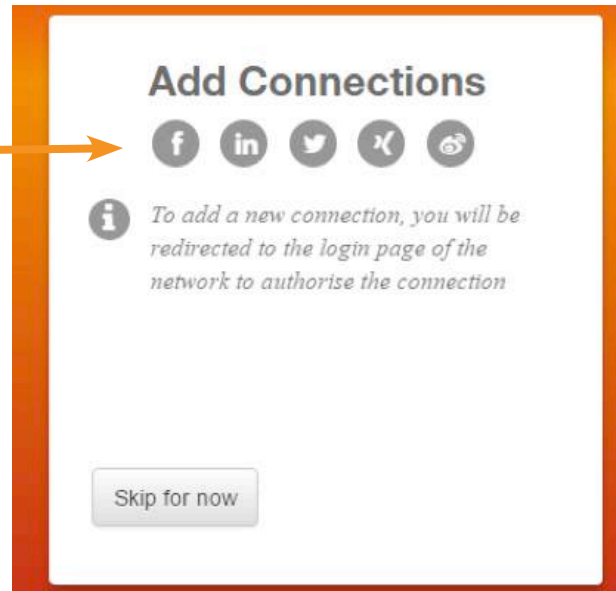 Add Connections
To add a new connection, you will be
redirected to the login page of the
network to authorise the connection
Skip for now